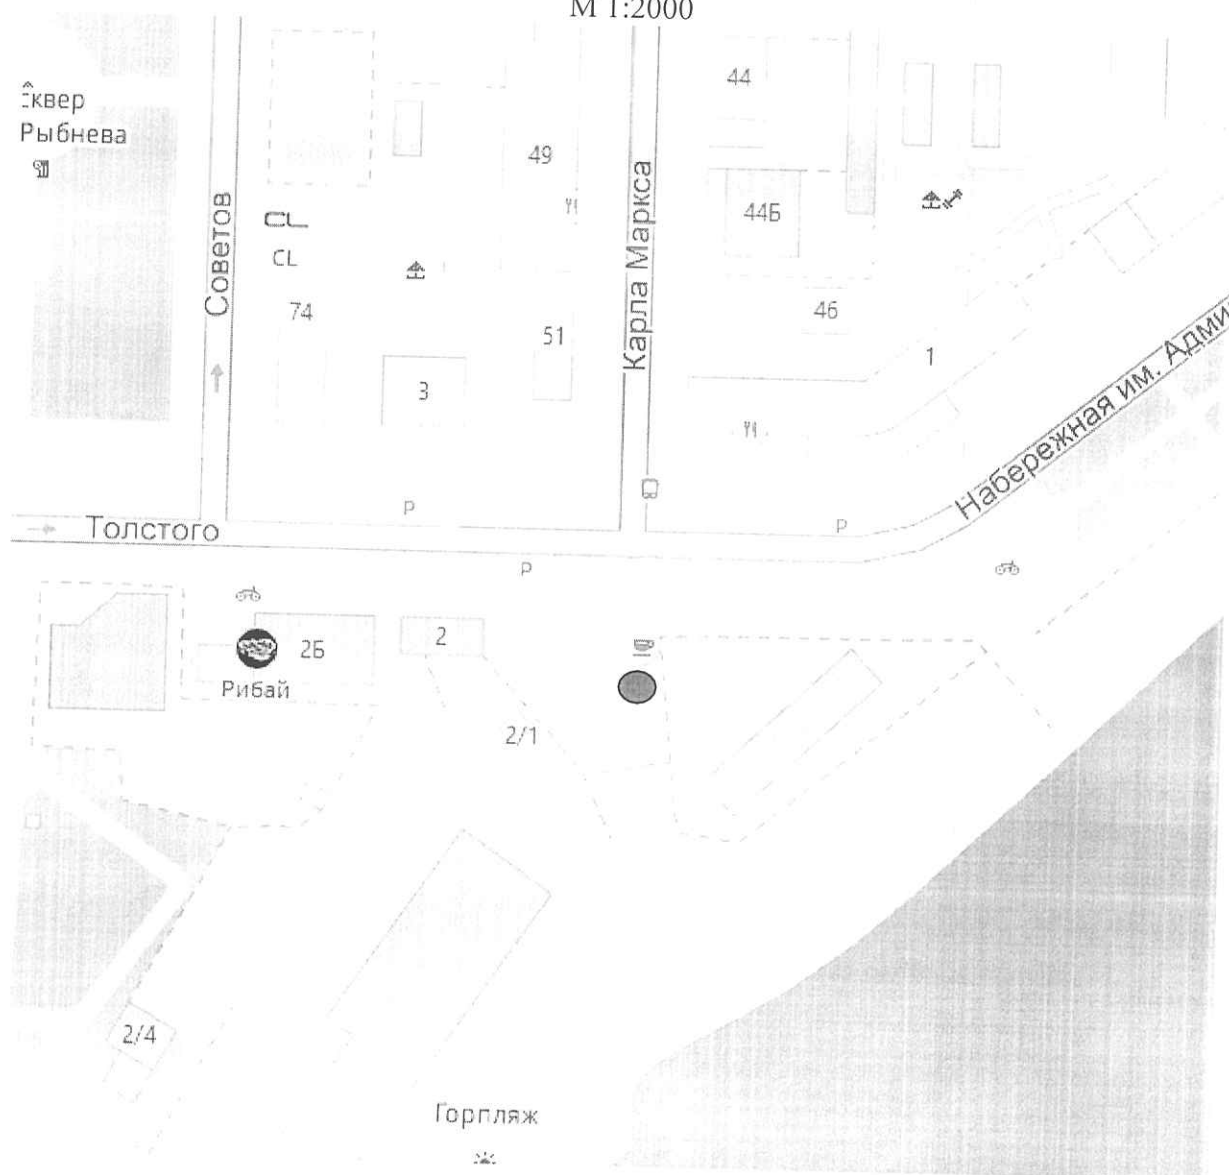 М 1:2000
сквер
Рыбнева
44
49
44Б
Советов
Карла Маркса
CL
CL
74
51
46
3
1
Набережная им. Адми
Р
Р
Толстого
Р
2Б
2
Рибай
2/1
2/4
Горпляж